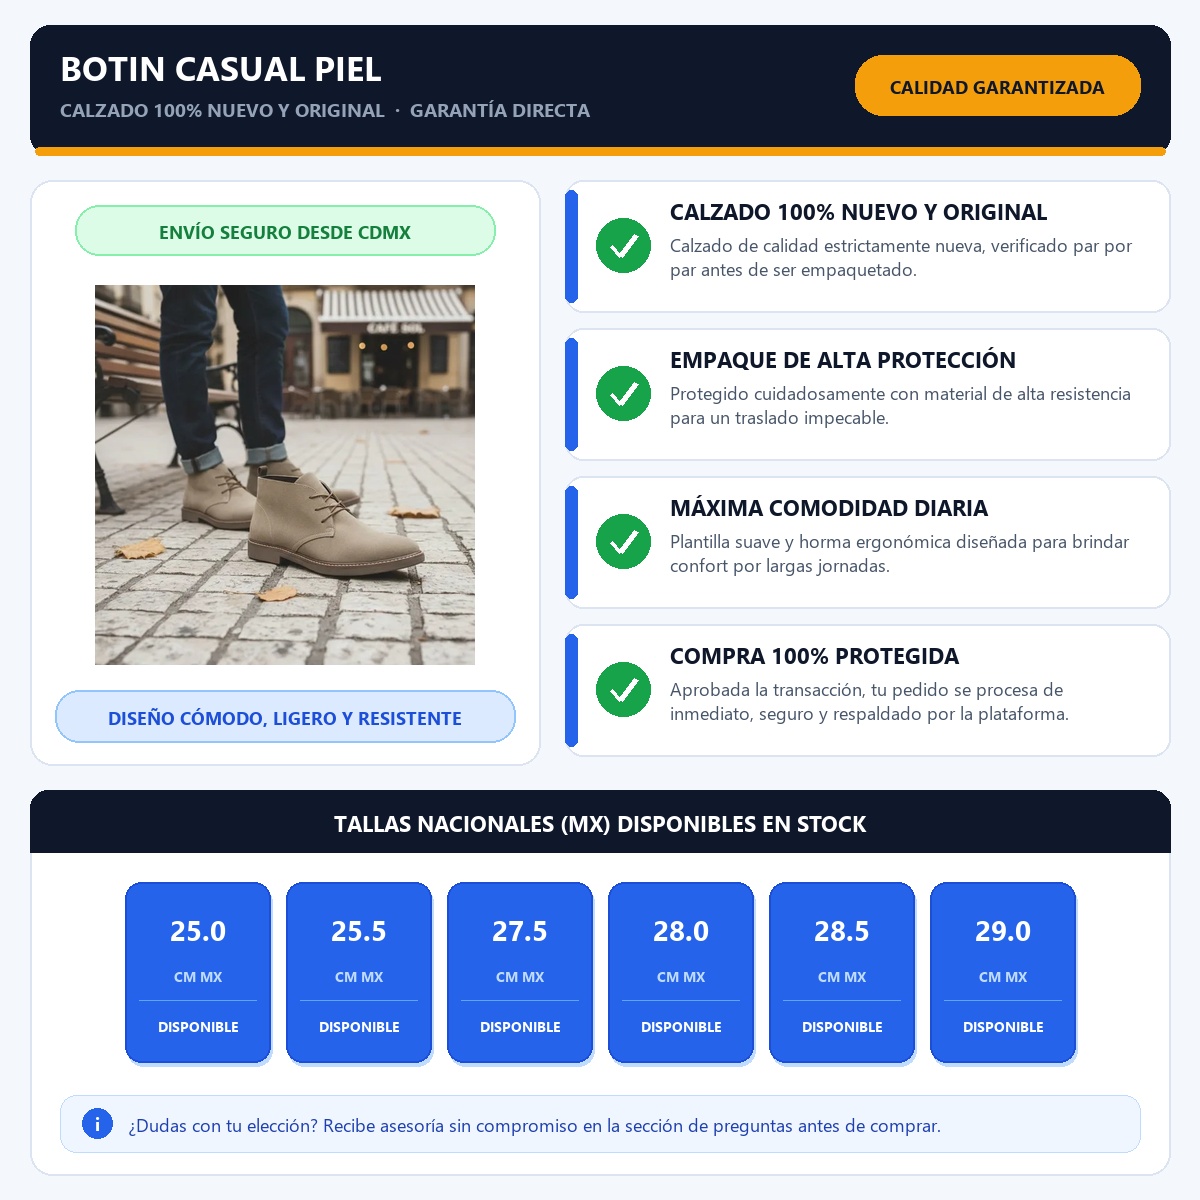 BOTIN CASUAL PIEL
CALZADO 100% NUEVO Y ORIGINAL · GARANTÍA DIRECTA
CALIDAD GARANTIZADA
ENVÍO SEGURO DESDE CDMX
CAFÉ SOL
DISEÑO CÓMODO, LIGERO Y RESISTENTE
CALZADO 100% NUEVO Y ORIGINAL
Calzado de calidad estrictamente nueva, verificado par por
par antes de ser empaquetado.
EMPAQUE DE ALTA PROTECCIÓN
Protegido cuidadosamente con material de alta resistencia
para un traslado impecable.
MÁXIMA COMODIDAD DIARIA
Plantilla suave y horma ergonómica diseñada para brindar
confort por largas jornadas.
COMPRA 100% PROTEGIDA
Aprobada la transacción, tu pedido se procesa de
inmediato, seguro y respaldado por la plataforma.
TALLAS NACIONALES (MX) DISPONIBLES EN STOCK
25.0
CM MX
DISPONIBLE
25.5
CM MX
DISPONIBLE
27.5
CM MX
DISPONIBLE
28.0
CM MX
DISPONIBLE
28.5
CM MX
DISPONIBLE
29.0
CM MX
DISPONIBLE
¿Dudas con tu elección? Recibe asesoría sin compromiso en la sección de preguntas antes de comprar.